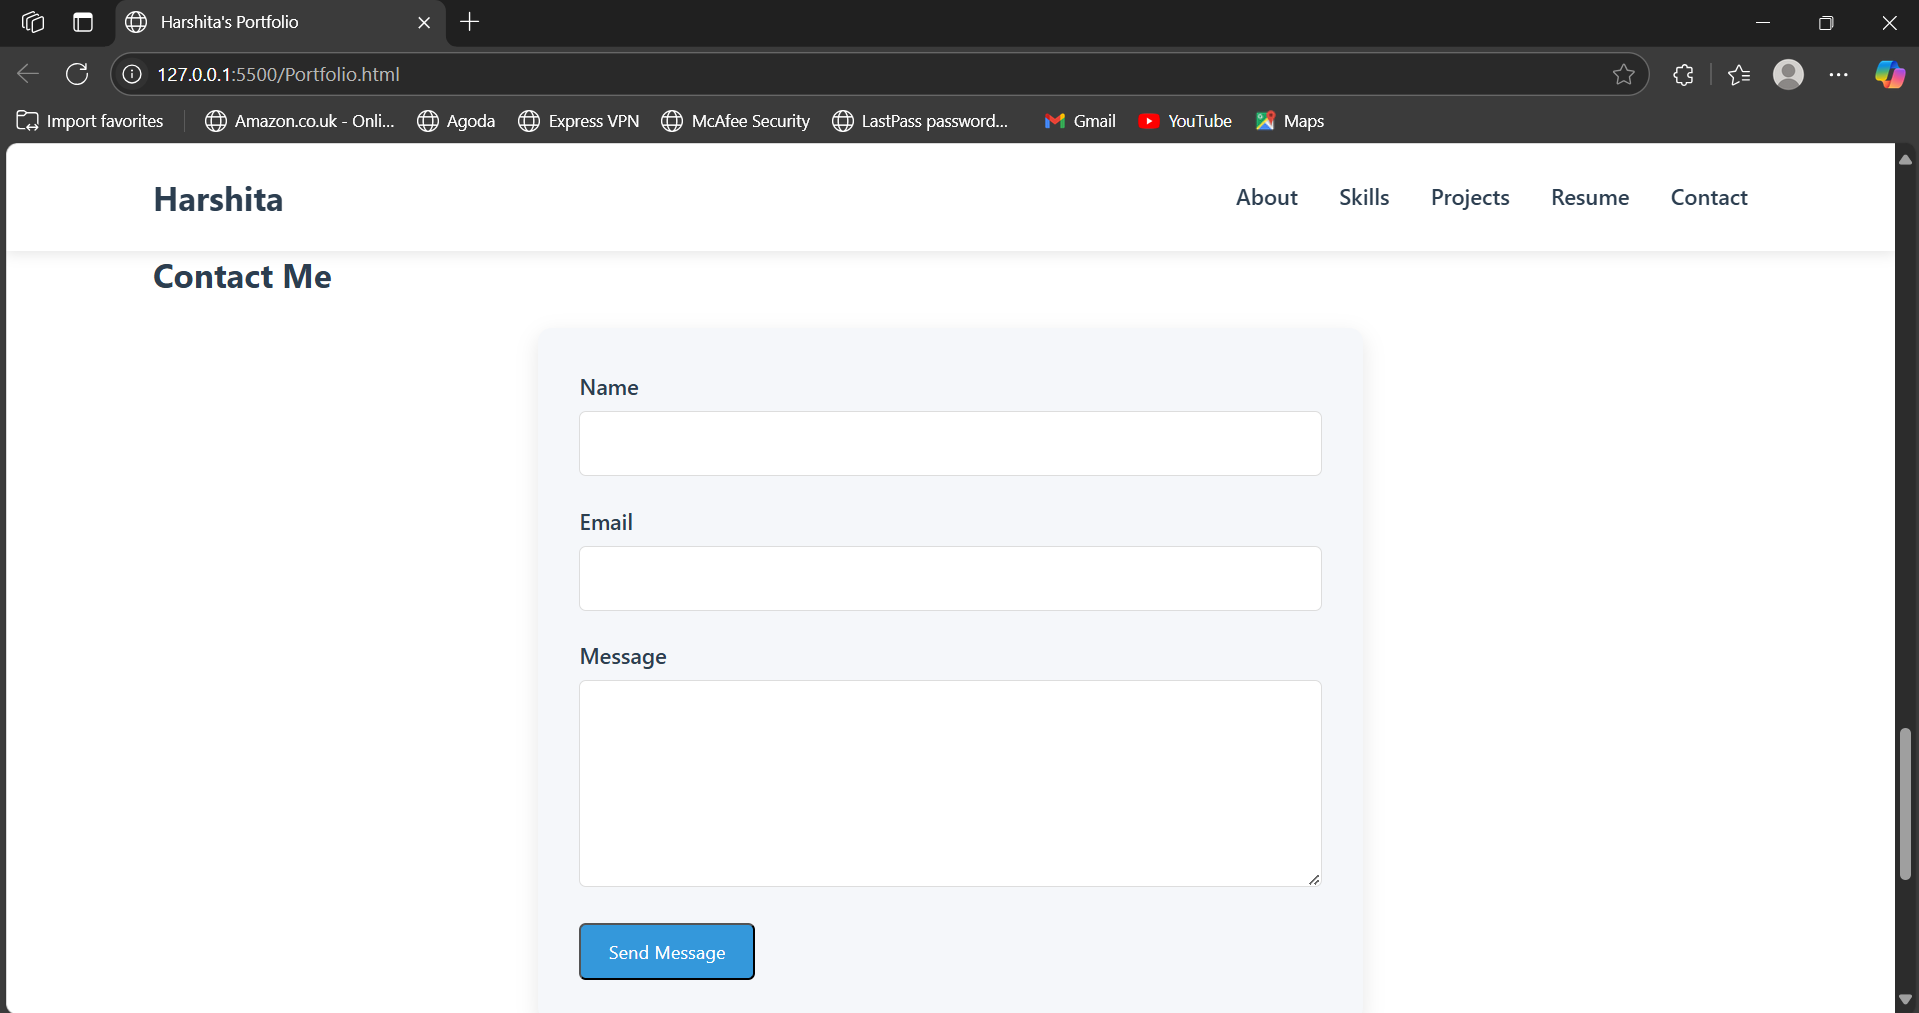 Harshita's Portfolio
127.0.0.1:5500/Portfolio.html
Import favorites Amazon.co.uk - Onli... Agoda Express VPN McAfee Security LastPass password... Gmail YouTube Maps
Harshita About Skills Projects Resume Contact
Contact Me
Name
Email
Message
Send Message